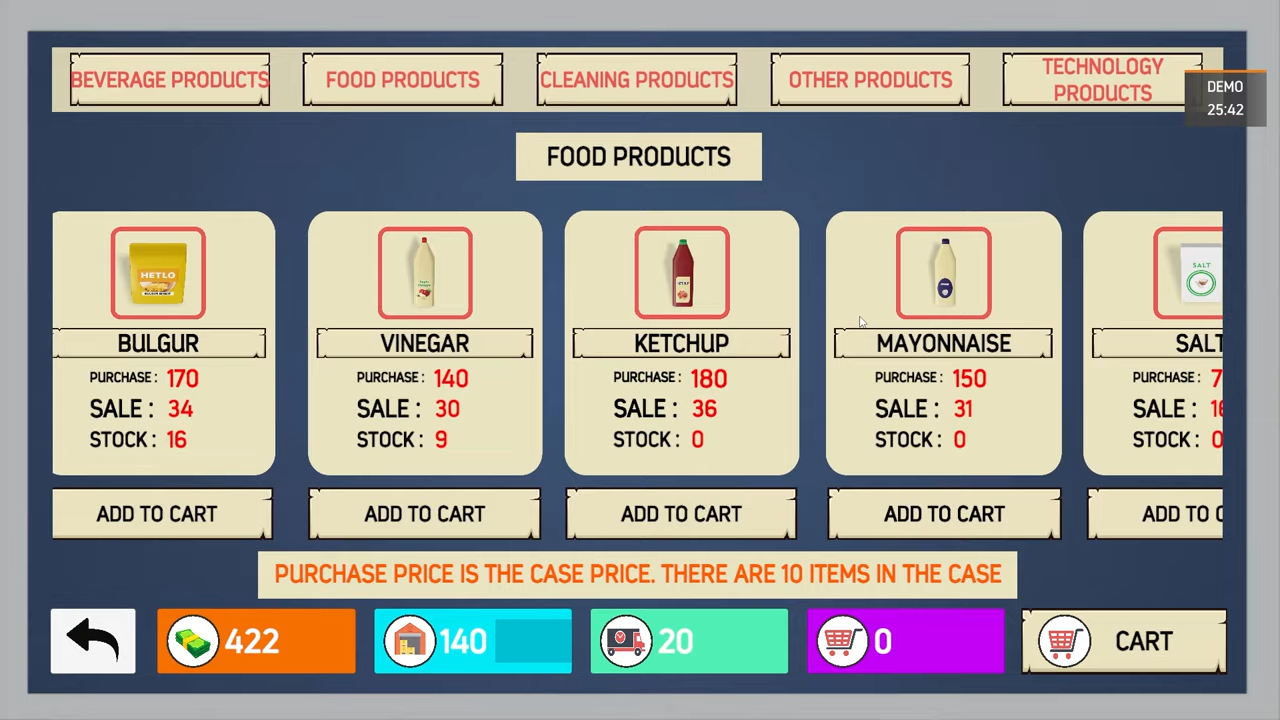 BEVERAGE PRODUCTS
FOOD PRODUCTS
CLEANING PRODUCTS
OTHER PRODUCTS
TECHNOLOGY
PRODUCTS
DEMO
25:42
FOOD PRODUCTS
HETLO
BULGUR
PURCHASE : 170
SALE : 34
STOCK : 16
ADD TO CART
VINEGAR
PURCHASE : 140
SALE : 30
STOCK : 9
ADD TO CART
KETCHUP
PURCHASE : 180
SALE : 36
STOCK : 0
ADD TO CART
MAYONNAISE
PURCHASE : 150
SALE : 31
STOCK : 0
ADD TO CART
SALT
SALT
PURCHASE : 7
SALE :
STOCK :
ADD TO
PURCHASE PRICE IS THE CASE PRICE. THERE ARE 10 ITEMS IN THE CASE
422
140
20
0
CART